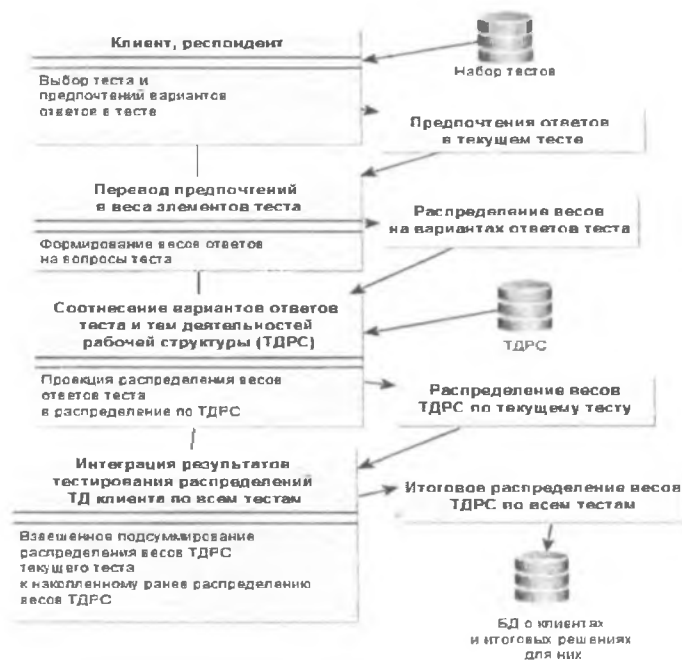 Клиент, респондент
Набор тестов
Выбор теста и
предпочтений вариантов
ответов в тесте
Предпочтения ответов
в текущем тесте
Перевод предпочтений
в веса элементов теста
Распределение весов
на вариантах ответов теста
Формирование весов ответов
на вопросы теста
Соотнесение вариантов ответов
теста и тем деятельностей
рабочей структуры (ТДРС)
ТДРС
Проекция распределения весов
ответов теста
в распределение по ТДРС
Распределение весов
ТДРС по текущему тесту
Интеграция результатов
тестирования распределений
ТД клиента по всем тестам
Итоговое распределение весов
ТДРС по всем тестам
Взвешенное подсуммирование
распределения весов ТДРС
текущего теста
к накопленному ранее распределению
весов ТДРС
БД о клиентах
и итоговых решениях
для них